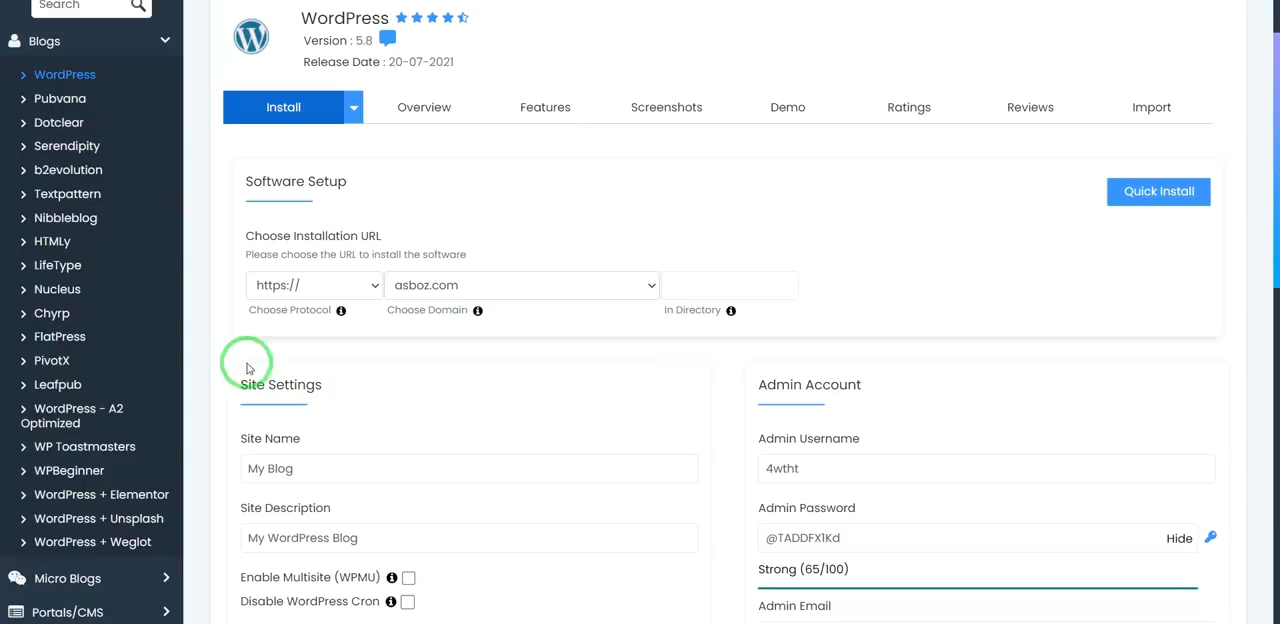 Search
Blogs
WordPress
Pubvana
Dotclear
Serendipity
b2evolution
Textpattern
Nibbleblog
HTMLy
LifeType
Nucleus
Chyrp
FlatPress
PivotX
Leafpub
WordPress - A2
Optimized
WP Toastmasters
WPBeginner
WordPress + Elementor
WordPress + Unsplash
WordPress + Weglot
Micro Blogs
Portals/CMS
WordPress
Version : 5.8
Release Date : 20-07-2021
Install Overview Features Screenshots Demo Ratings Reviews Import
Software Setup
Quick Install
Choose Installation URL
Please choose the URL to install the software
https:// asboz.com
Choose Protocol Choose Domain In Directory
Site Settings
Site Name
My Blog
Site Description
My WordPress Blog
Enable Multisite (WPMU)
Disable WordPress Cron
Admin Account
Admin Username
4wtht
Admin Password
@TADDFX1Kd Hide
Strong (65/100)
Admin Email